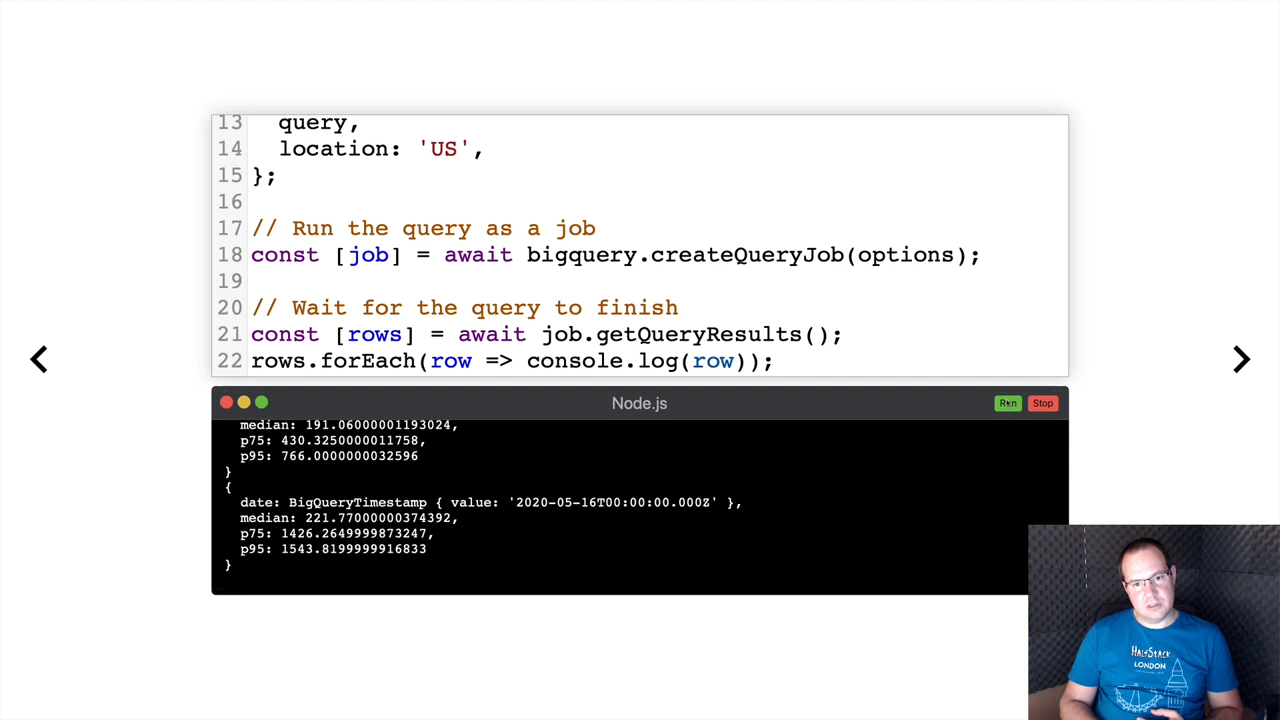 13   query,
14   location: 'US',
15 };
16
17 // Run the query as a job
18 const [job] = await bigquery.createQueryJob(options);
19
20 // Wait for the query to finish
21 const [rows] = await job.getQueryResults();
22 rows.forEach(row => console.log(row));
Node.js
Run
Stop
  median: 191.06000001193024,
  p75: 430.3250000011758,
  p95: 766.0000000032596
}
{
  date: BigQueryTimestamp { value: '2020-05-16T00:00:00.000Z' },
  median: 221.77000000374392,
  p75: 1426.2649999873247,
  p95: 1543.8199999916833
}
HALFSTACK
LONDON